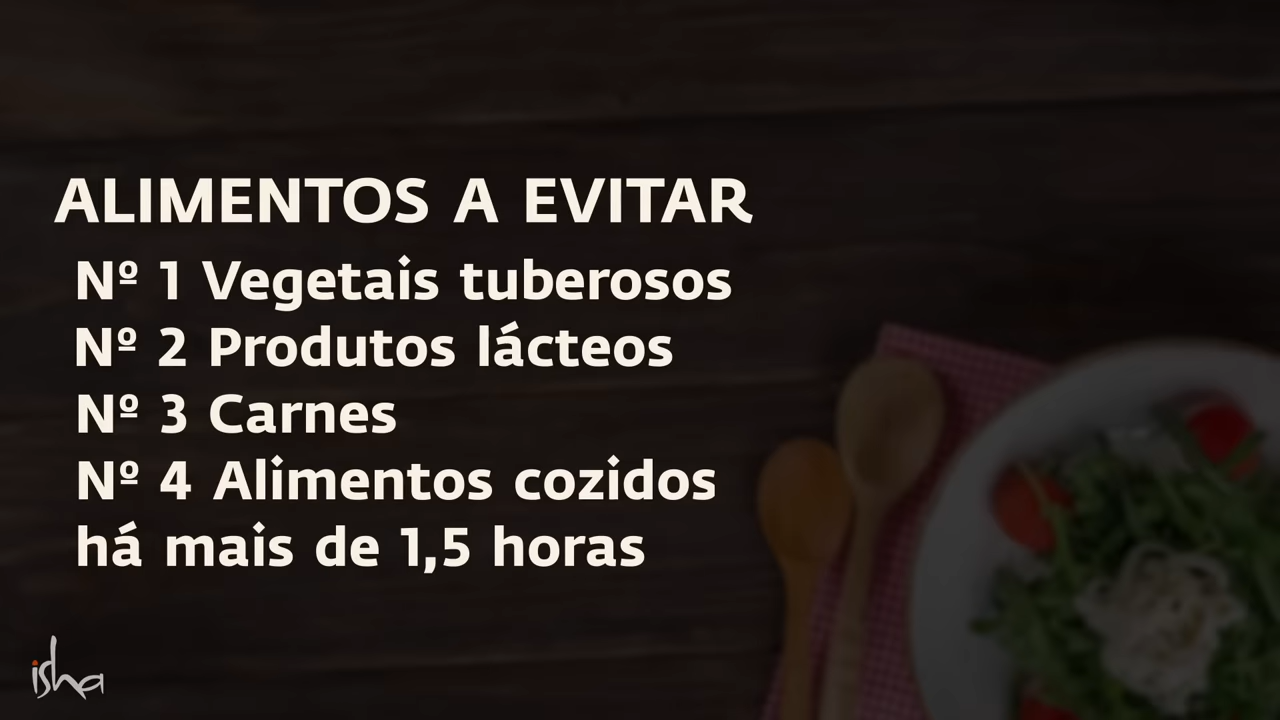 ALIMENTOS A EVITAR
Nº 1 Vegetais tuberosos
Nº 2 Produtos lácteos
Nº 3 Carnes
Nº 4 Alimentos cozidos
há mais de 1,5 horas
isha